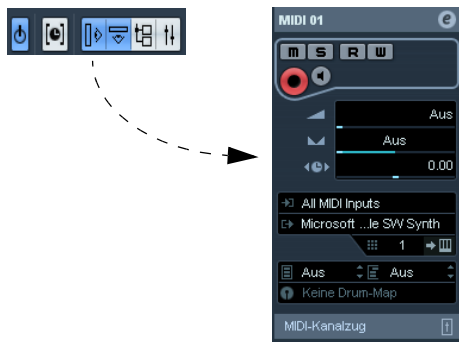 MIDI 01
e
M S R W
Aus
Aus
0.00
All MIDI Inputs
Microsoft ...le SW Synth
1
Aus Aus
Keine Drum-Map
MIDI-Kanalzug